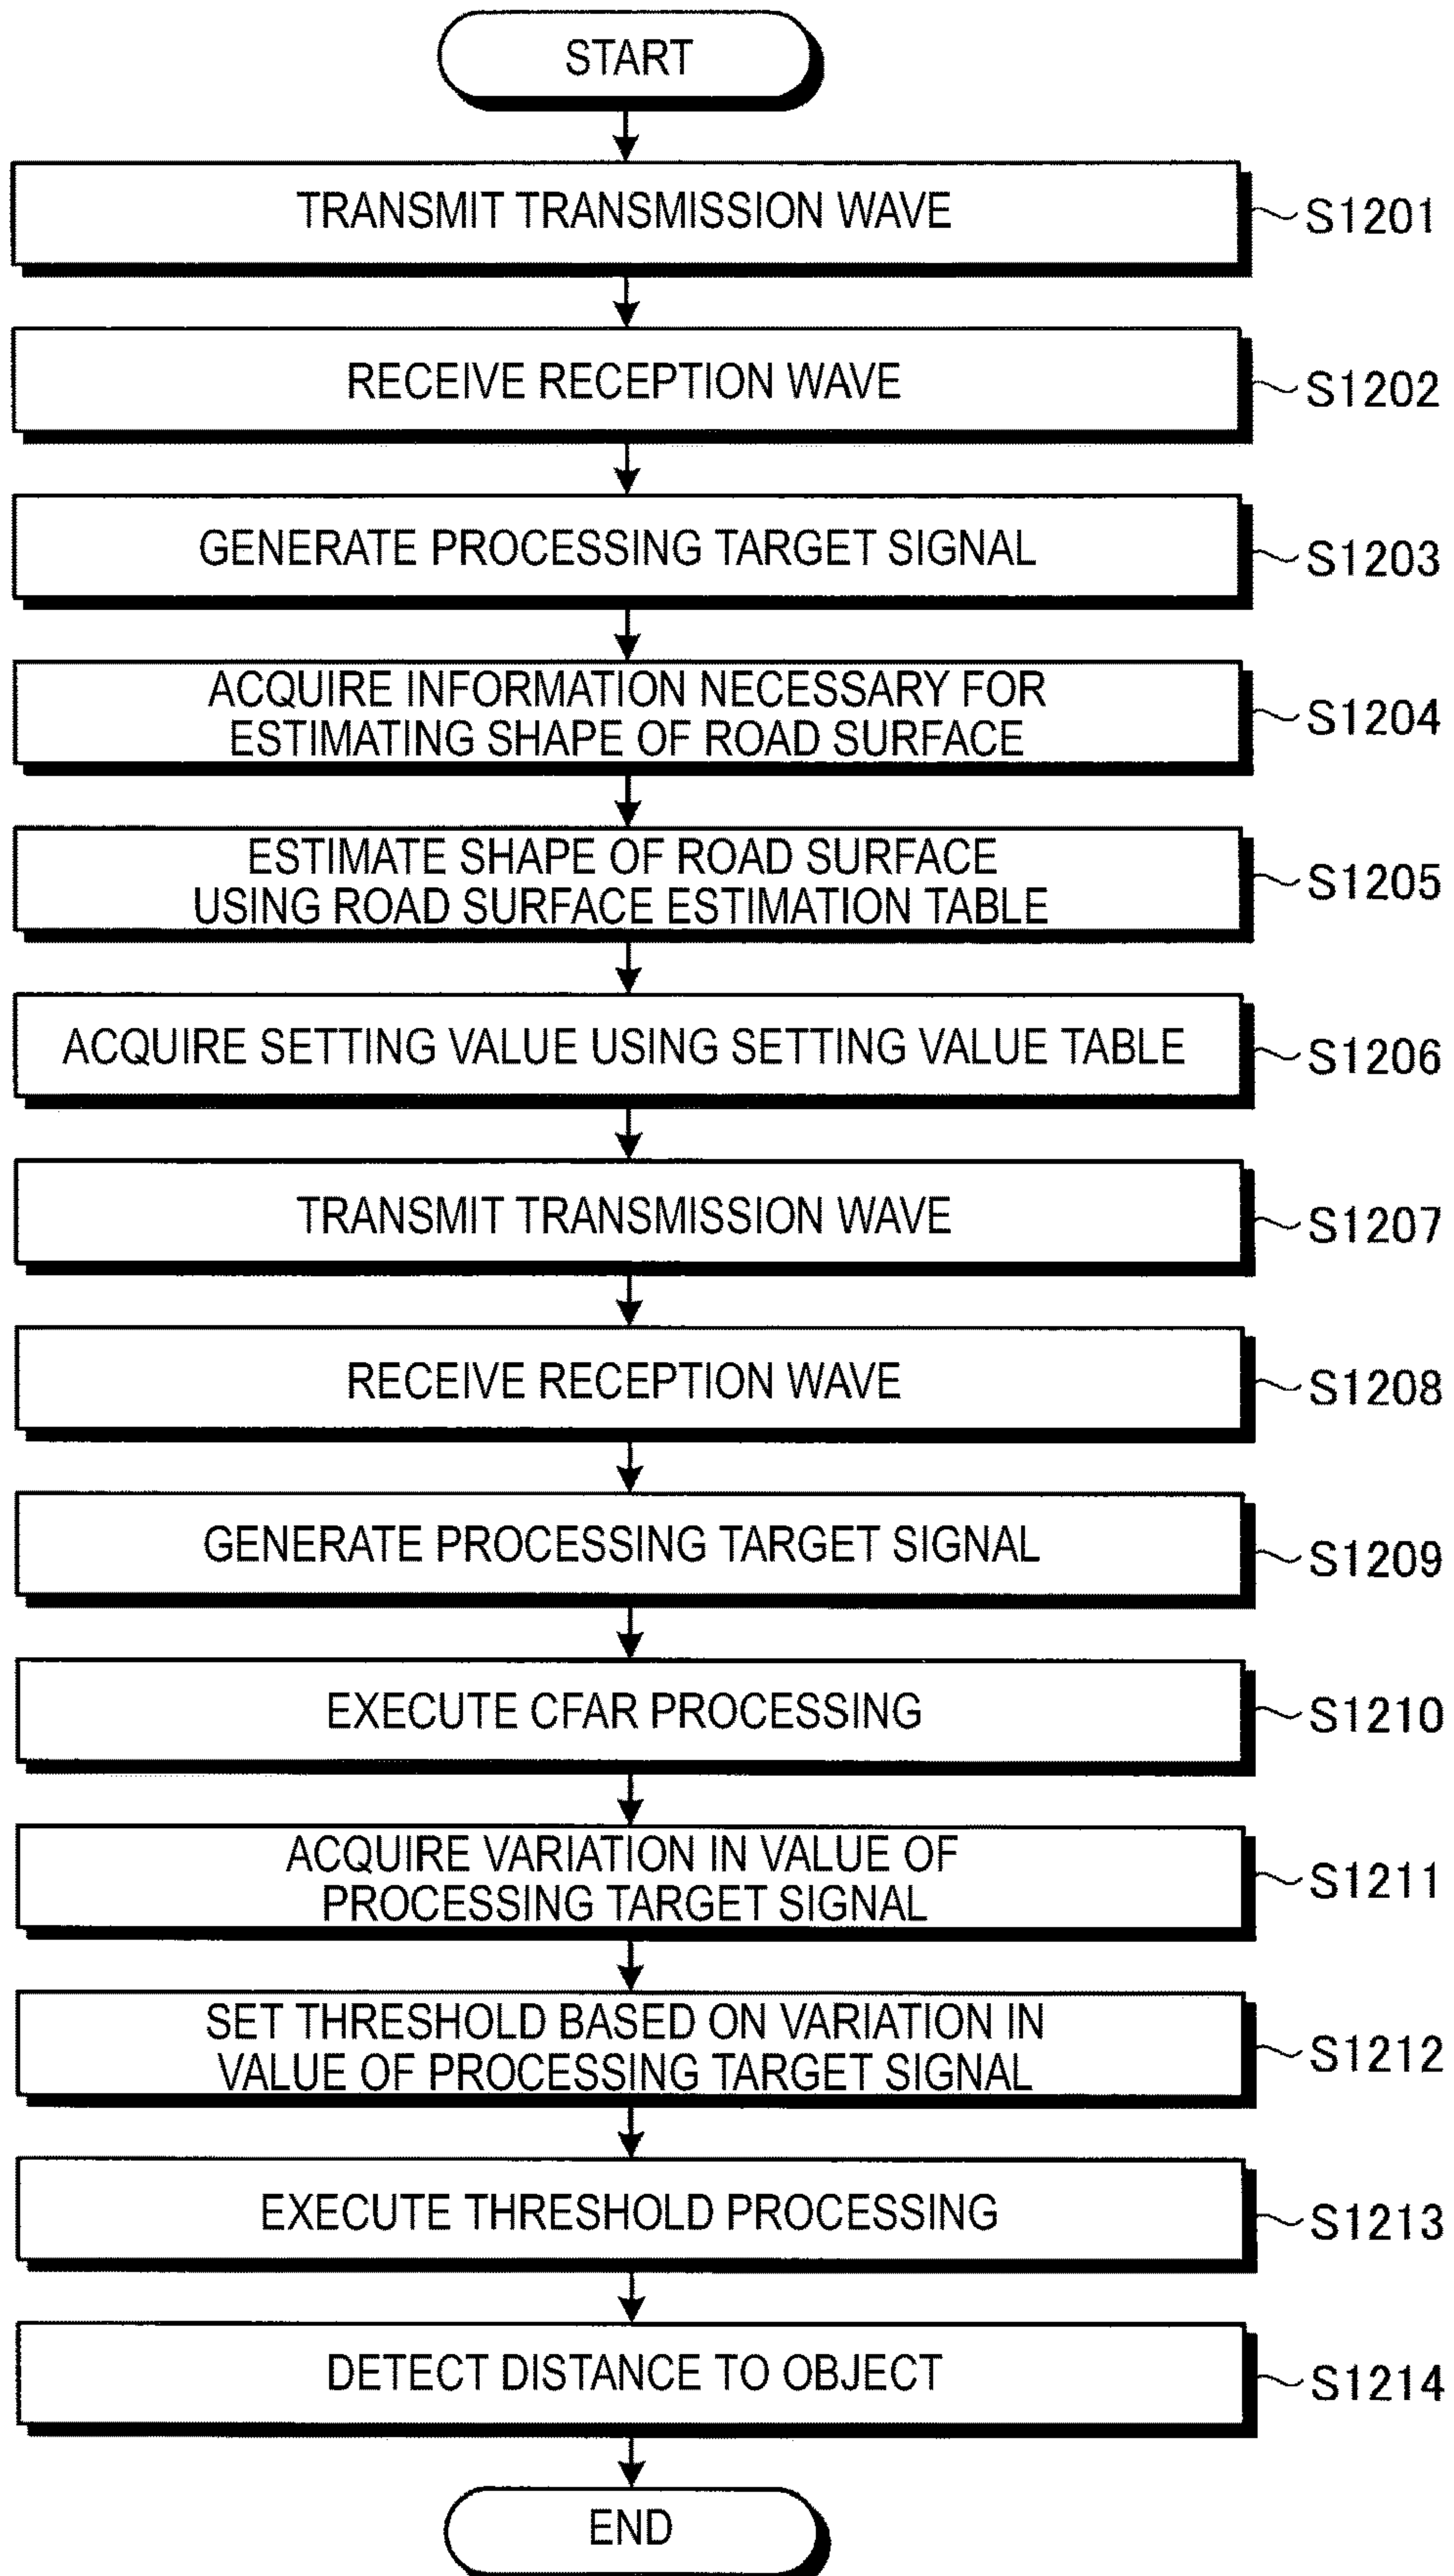 START
TRANSMIT TRANSMISSION WAVE
S1201
RECEIVE RECEPTION WAVE
S1202
GENERATE PROCESSING TARGET SIGNAL
S1203
ACQUIRE INFORMATION NECESSARY FOR
ESTIMATING SHAPE OF ROAD SURFACE
S1204
ESTIMATE SHAPE OF ROAD SURFACE
USING ROAD SURFACE ESTIMATION TABLE
S1205
ACQUIRE SETTING VALUE USING SETTING VALUE TABLE
S1206
TRANSMIT TRANSMISSION WAVE
S1207
RECEIVE RECEPTION WAVE
S1208
GENERATE PROCESSING TARGET SIGNAL
S1209
EXECUTE CFAR PROCESSING
S1210
ACQUIRE VARIATION IN VALUE OF
PROCESSING TARGET SIGNAL
S1211
SET THRESHOLD BASED ON VARIATION IN
VALUE OF PROCESSING TARGET SIGNAL
S1212
EXECUTE THRESHOLD PROCESSING
S1213
DETECT DISTANCE TO OBJECT
S1214
END